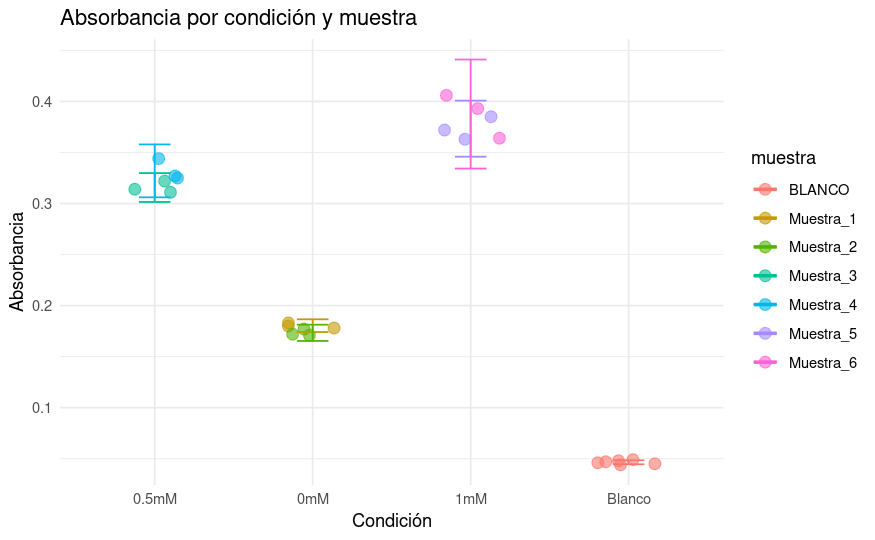 Absorbancia por condición y muestra
Absorbancia
0.4
0.3
0.2
0.1
0.5mM
0mM
1mM
Blanco
Condición
muestra
BLANCO
Muestra_1
Muestra_2
Muestra_3
Muestra_4
Muestra_5
Muestra_6